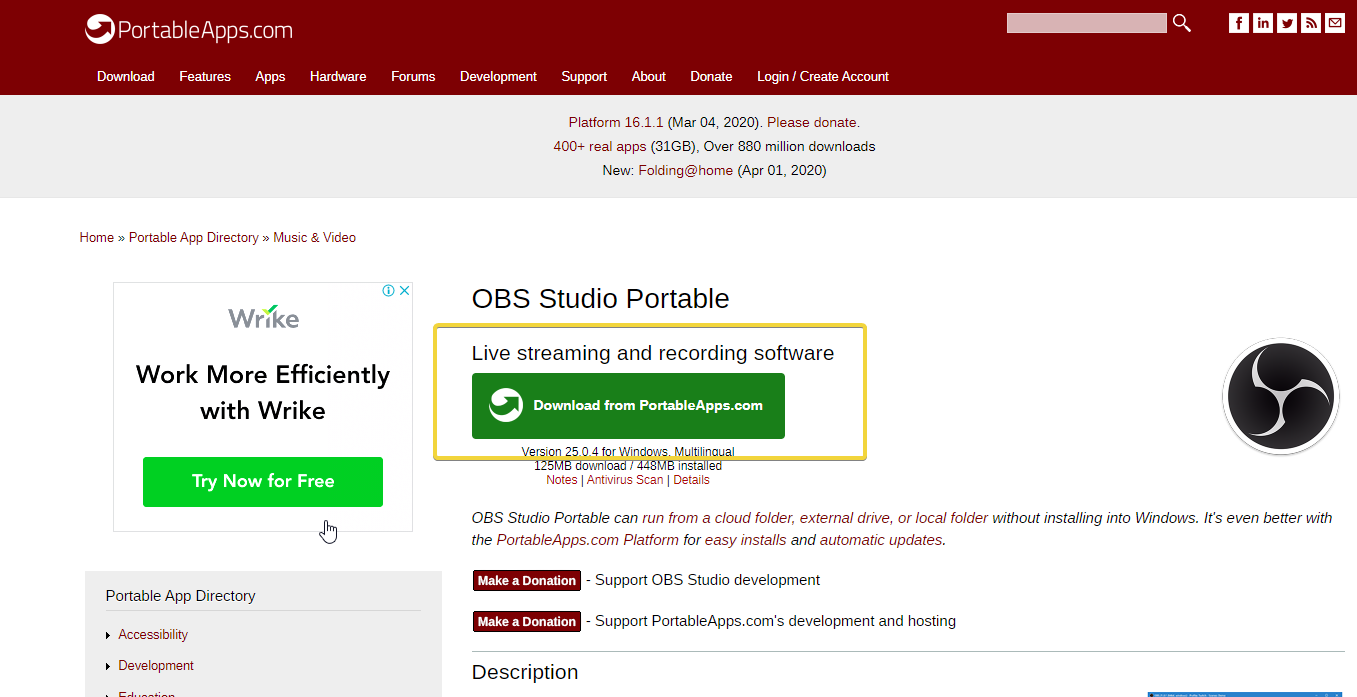 PortableApps.com
Download Features Apps Hardware Forums Development Support About Donate Login / Create Account
Platform 16.1.1 (Mar 04, 2020). Please donate.
400+ real apps (31GB), Over 880 million downloads
New: Folding@home (Apr 01, 2020)
Home » Portable App Directory » Music & Video
Wrike
Work More Efficiently
with Wrike
Try Now for Free
OBS Studio Portable
Live streaming and recording software
Download from PortableApps.com
Version 25.0.4 for Windows, Multilingual
125MB download / 448MB installed
Notes | Antivirus Scan | Details
OBS Studio Portable can run from a cloud folder, external drive, or local folder without installing into Windows. It's even better with
the PortableApps.com Platform for easy installs and automatic updates.
Make a Donation - Support OBS Studio development
Make a Donation - Support PortableApps.com's development and hosting
Description
Portable App Directory
Accessibility
Development
Education